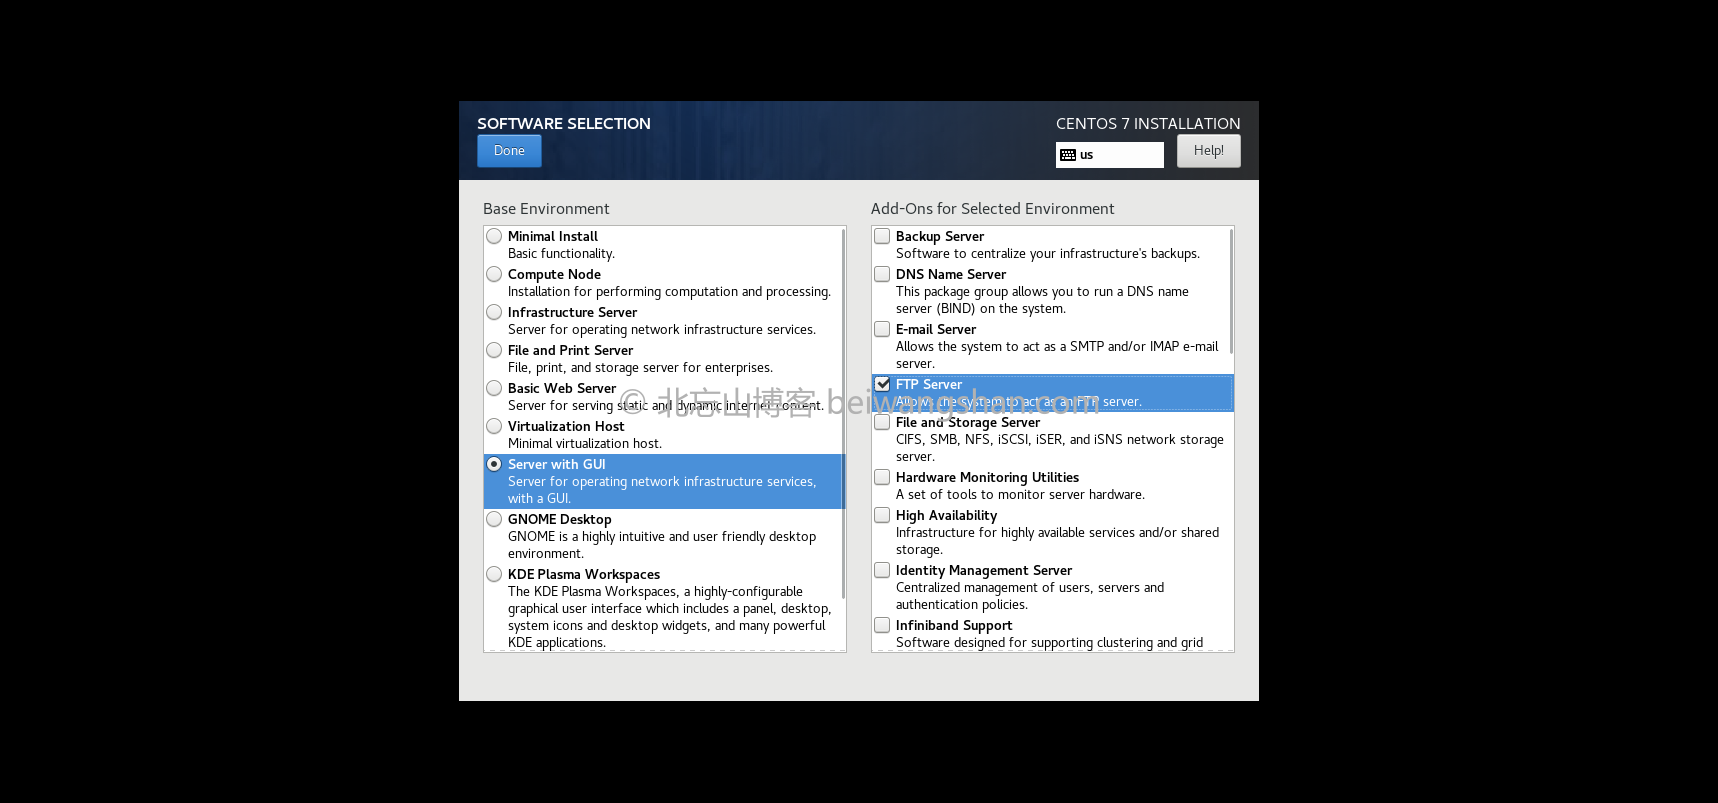 SOFTWARE SELECTION
Done
CENTOS 7 INSTALLATION
us
Help!
Base Environment
Minimal Install
Basic functionality.
Compute Node
Installation for performing computation and processing.
Infrastructure Server
Server for operating network infrastructure services.
File and Print Server
File, print, and storage server for enterprises.
Basic Web Server
Server for serving static and dynamic internet content.
Virtualization Host
Minimal virtualization host.
Server with GUI
Server for operating network infrastructure services,
with a GUI.
GNOME Desktop
GNOME is a highly intuitive and user friendly desktop
environment.
KDE Plasma Workspaces
The KDE Plasma Workspaces, a highly-configurable
graphical user interface which includes a panel, desktop,
system icons and desktop widgets, and many powerful
KDE applications.
Add-Ons for Selected Environment
Backup Server
Software to centralize your infrastructure's backups.
DNS Name Server
This package group allows you to run a DNS name
server (BIND) on the system.
E-mail Server
Allows the system to act as a SMTP and/or IMAP e-mail
server.
FTP Server
Allows the system to act as an FTP server.
File and Storage Server
CIFS, SMB, NFS, iSCSI, iSER, and iSNS network storage
server.
Hardware Monitoring Utilities
A set of tools to monitor server hardware.
High Availability
Infrastructure for highly available services and/or shared
storage.
Identity Management Server
Centralized management of users, servers and
authentication policies.
Infiniband Support
Software designed for supporting clustering and grid
© 北忘山博客 beiwangshan.com